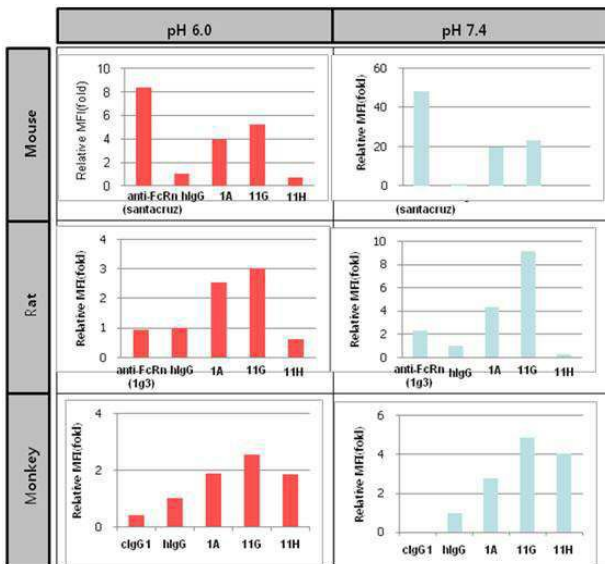 pH 6.0
pH 7.4
Mouse
Relative MFI(fold)
10
8
6
4
2
0
anti-FcRn hIgG 1A 11G 11H
(santacruz)
Relative MFI(fold)
60
40
20
0
(santacruz)
Rat
Relative MFI(fold)
4
3
2
1
0
anti-FcRn hIgG 1A 11G 11H
(1g3)
Relative MFI(fold)
10
8
6
4
2
0
anti-FcRn hIgG 1A 11G 11H
(1g3)
Monkey
Relative MFI(fold)
4
2
0
cIgG1 hIgG 1A 11G 11H
Relative MFI(fold)
6
4
2
0
cIgG1 hIgG 1A 11G 11H